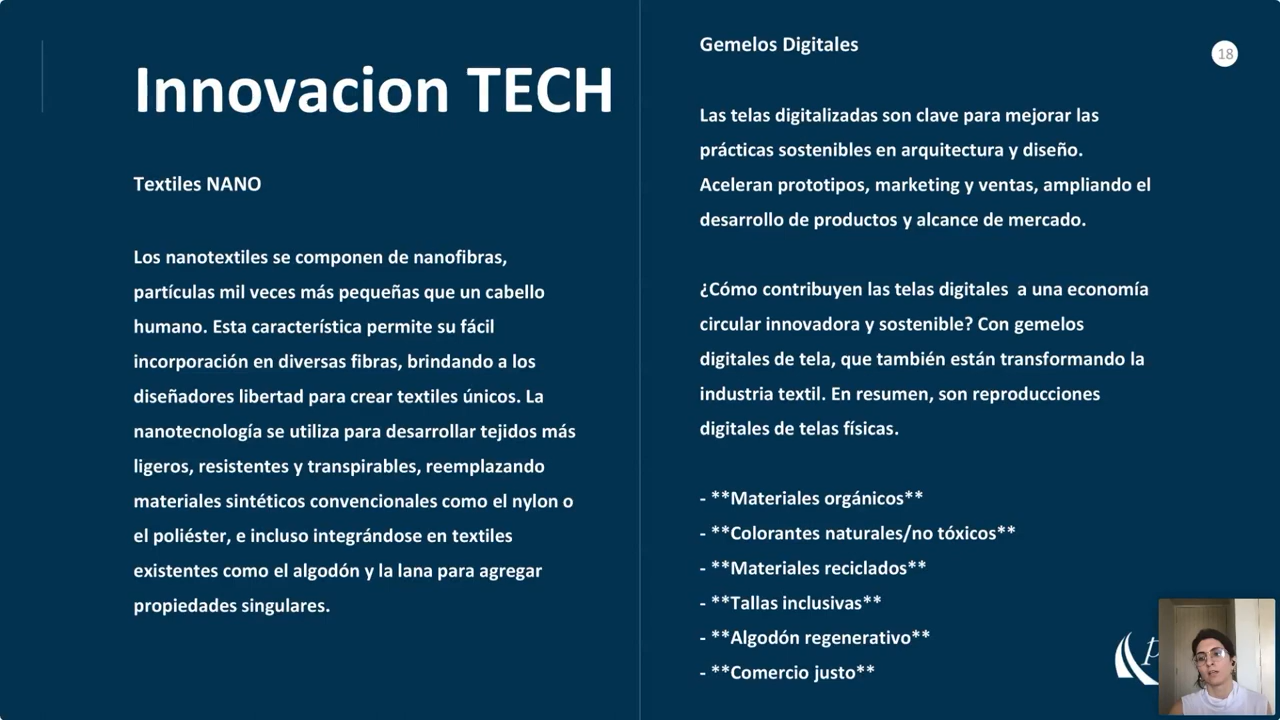 Innovacion TECH
Textiles NANO
Los nanotextiles se componen de nanofibras,
partículas mil veces más pequeñas que un cabello
humano. Esta característica permite su fácil
incorporación en diversas fibras, brindando a los
diseñadores libertad para crear textiles únicos. La
nanotecnología se utiliza para desarrollar tejidos más
ligeros, resistentes y transpirables, reemplazando
materiales sintéticos convencionales como el nylon o
el poliéster, e incluso integrándose en textiles
existentes como el algodón y la lana para agregar
propiedades singulares.
Gemelos Digitales
18
Las telas digitalizadas son clave para mejorar las
prácticas sostenibles en arquitectura y diseño.
Aceleran prototipos, marketing y ventas, ampliando el
desarrollo de productos y alcance de mercado.
¿Cómo contribuyen las telas digitales  a una economía
circular innovadora y sostenible? Con gemelos
digitales de tela, que también están transformando la
industria textil. En resumen, son reproducciones
digitales de telas físicas.
- **Materiales orgánicos**
- **Colorantes naturales/no tóxicos**
- **Materiales reciclados**
- **Tallas inclusivas**
- **Algodón regenerativo**
- **Comercio justo**